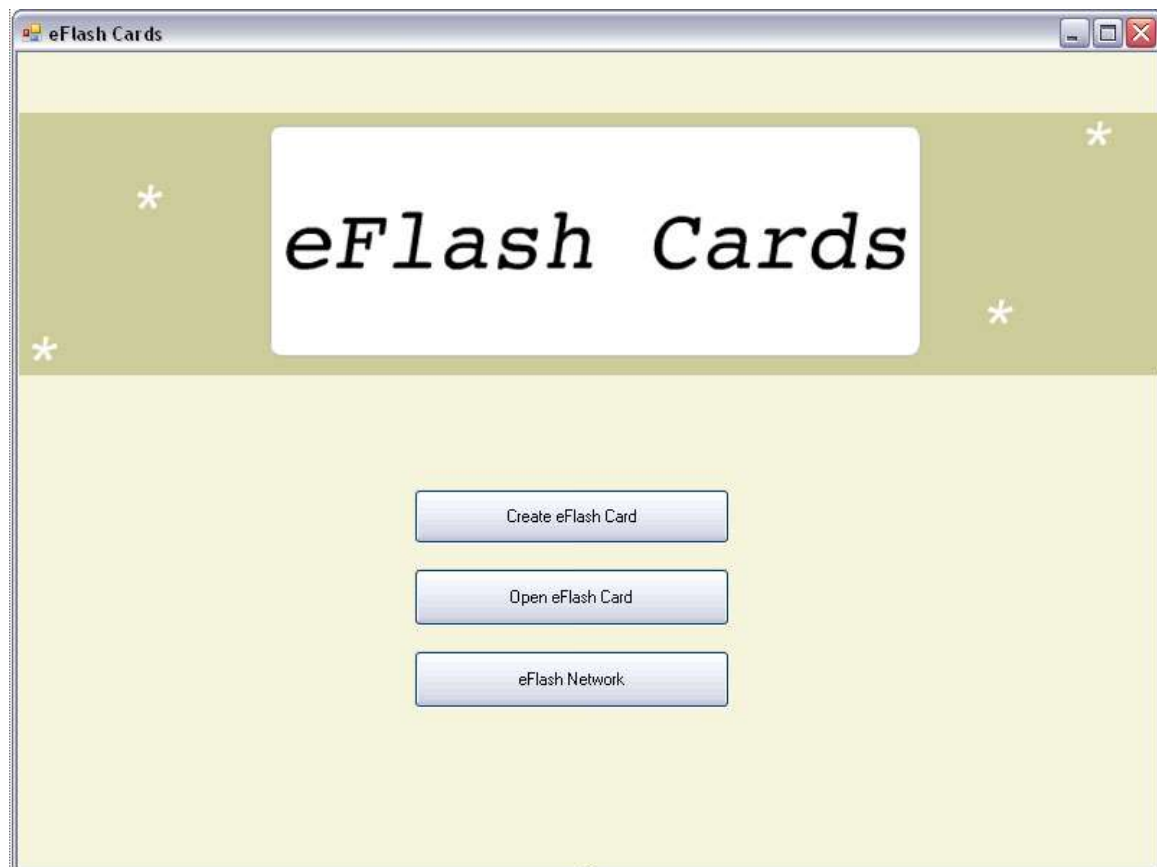 eFlash Cards
*
*
eFlash Cards
*
*
Create eFlash Card
Open eFlash Card
eFlash Network